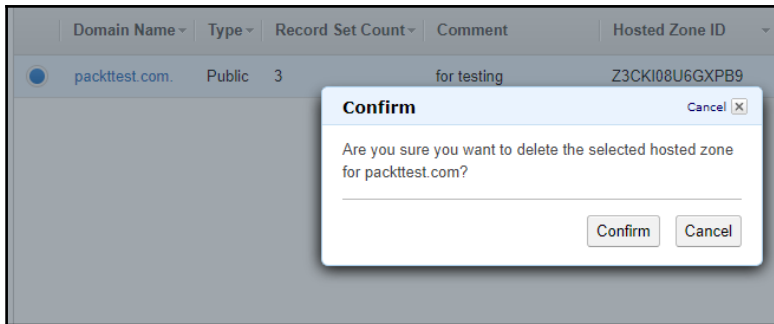 Domain Name Type Record Set Count Comment Hosted Zone ID
packttest.com. Public 3 for testing Z3CKI08U6GXPB9
Confirm Cancel
Are you sure you want to delete the selected hosted zone
for packttest.com?
Confirm Cancel